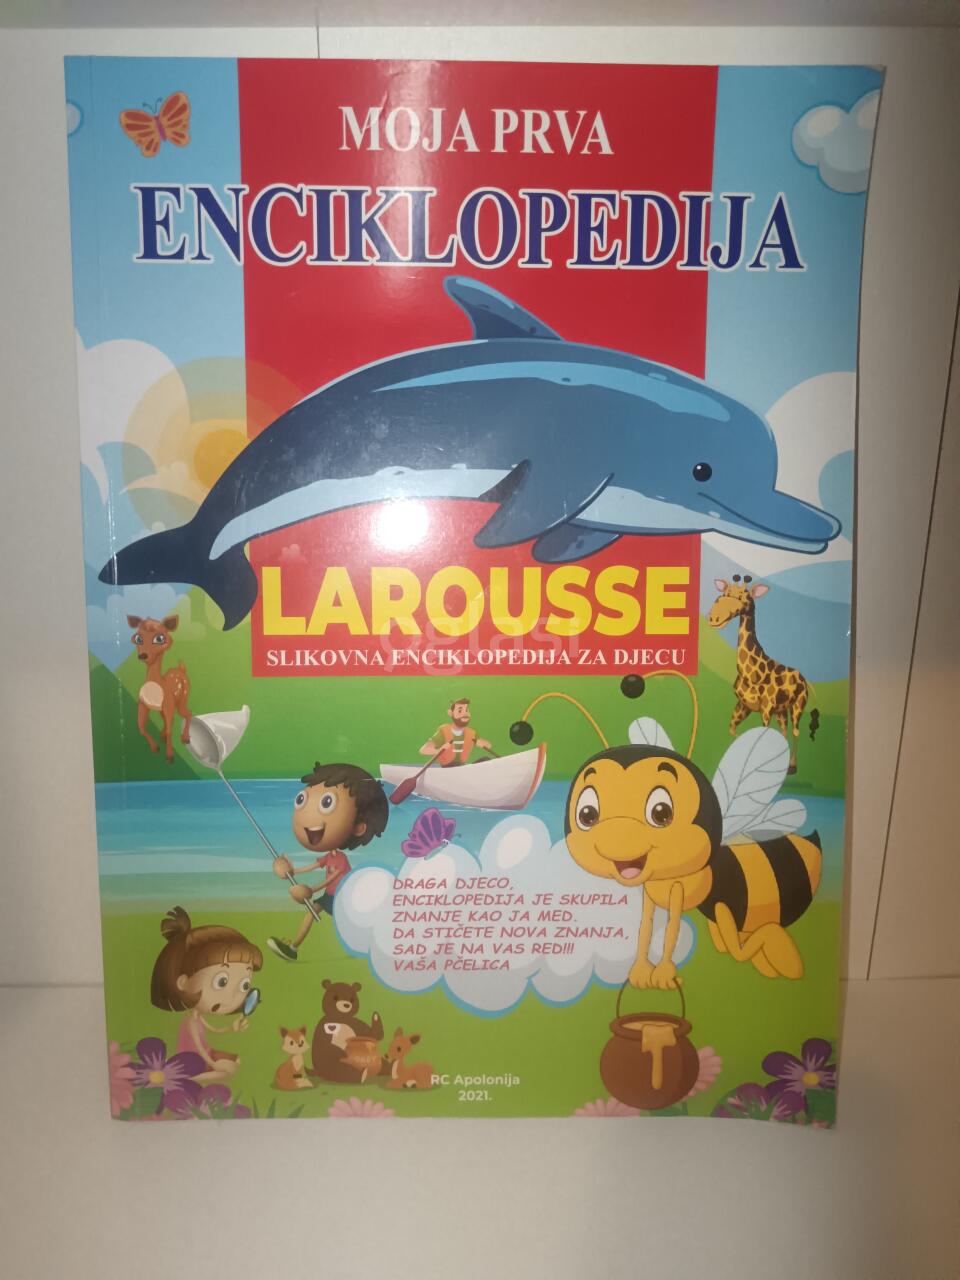 MOJA PRVA
ENCIKLOPEDIJA
LAROUSSE
oglasi
SLIKOVNA ENCIKLOPEDIJA ZA DJECU
DRAGA DJECO,
ENCIKLOPEDIJA JE SKUPILA
ZNANJE KAO JA MED.
DA STIČETE NOVA ZNANJA,
SAD JE NA VAS RED!!!
VAŠA PČELICA
RC Apolonija
2021.